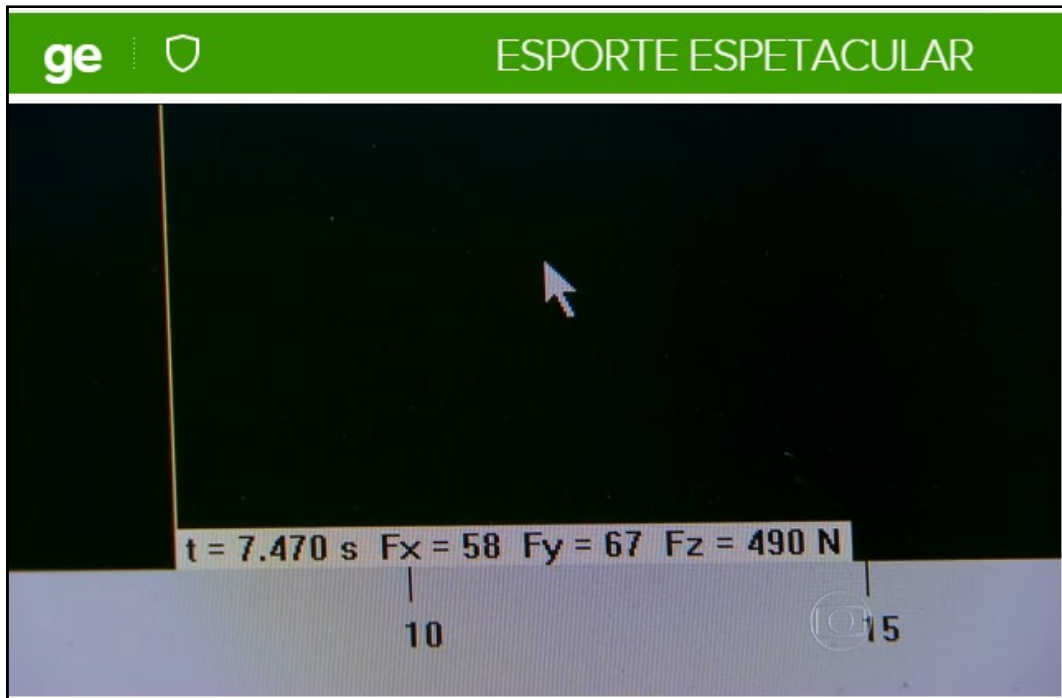 ge ESPORTE ESPETACULAR
t = 7.470 s Fx = 58 Fy = 67 Fz = 490 N
10 15